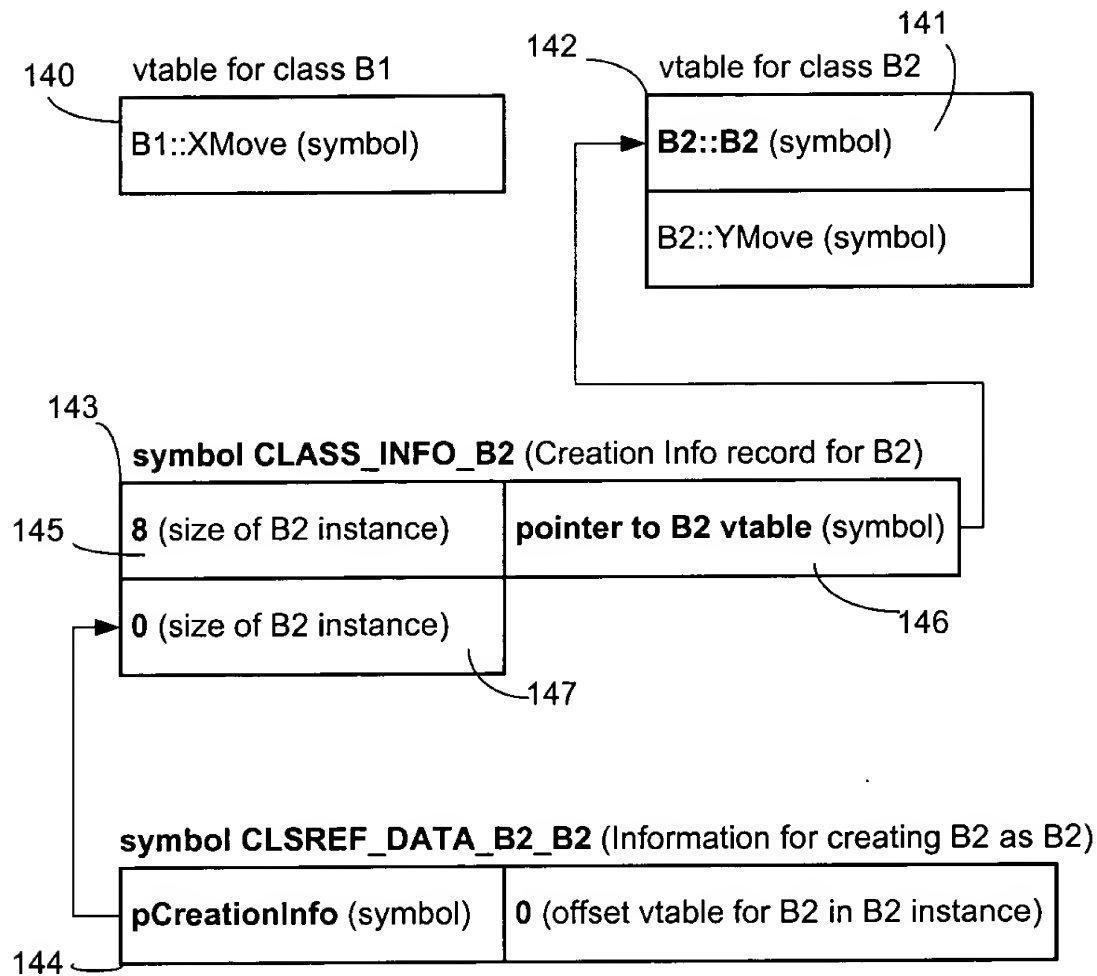 142
141
140
vtable for class B1
vtable for class B2
B1::XMove (symbol)
B2::B2 (symbol)
B2::YMove (symbol)
143
symbol CLASS_INFO_B2 (Creation Info record for B2)
145
8 (size of B2 instance)
pointer to B2 vtable (symbol)
146
0 (size of B2 instance)
147
symbol CLSREF_DATA_B2_B2 (Information for creating B2 as B2)
pCreationInfo (symbol)
0 (offset vtable for B2 in B2 instance)
144